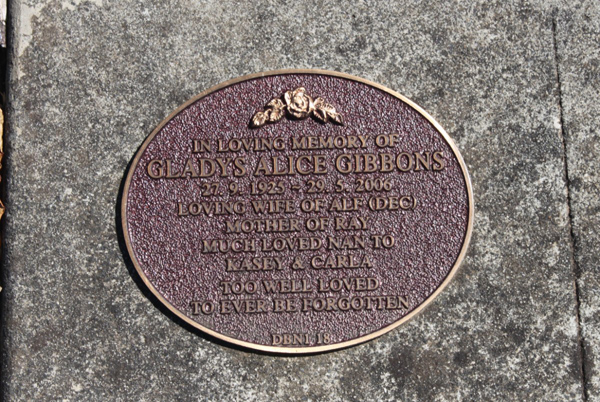 IN LOVING MEMORY OF
GLADYS ALICE GIBBONS
27. 9. 1925 - 29. 5. 2006
LOVING WIFE OF ALF (DEC)
MOTHER OF RAY
MUCH LOVED NAN TO
KASEY & CARLA
TOO WELL LOVED
TO EVER BE FORGOTTEN